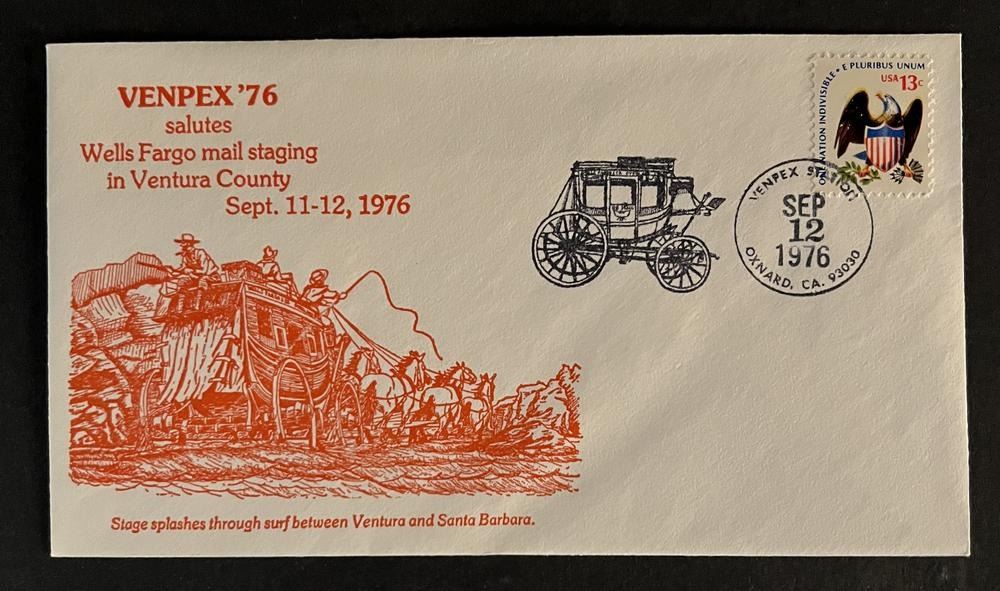 VENPEX '76
salutes
Wells Fargo mail staging
in Ventura County
Sept. 11-12, 1976
ONE NATION INDIVISIBLE • E PLURIBUS UNUM
USA 13c
VENPEX STATION
SEP
12
1976
OXNARD, CA. 93030
Stage splashes through surf between Ventura and Santa Barbara.